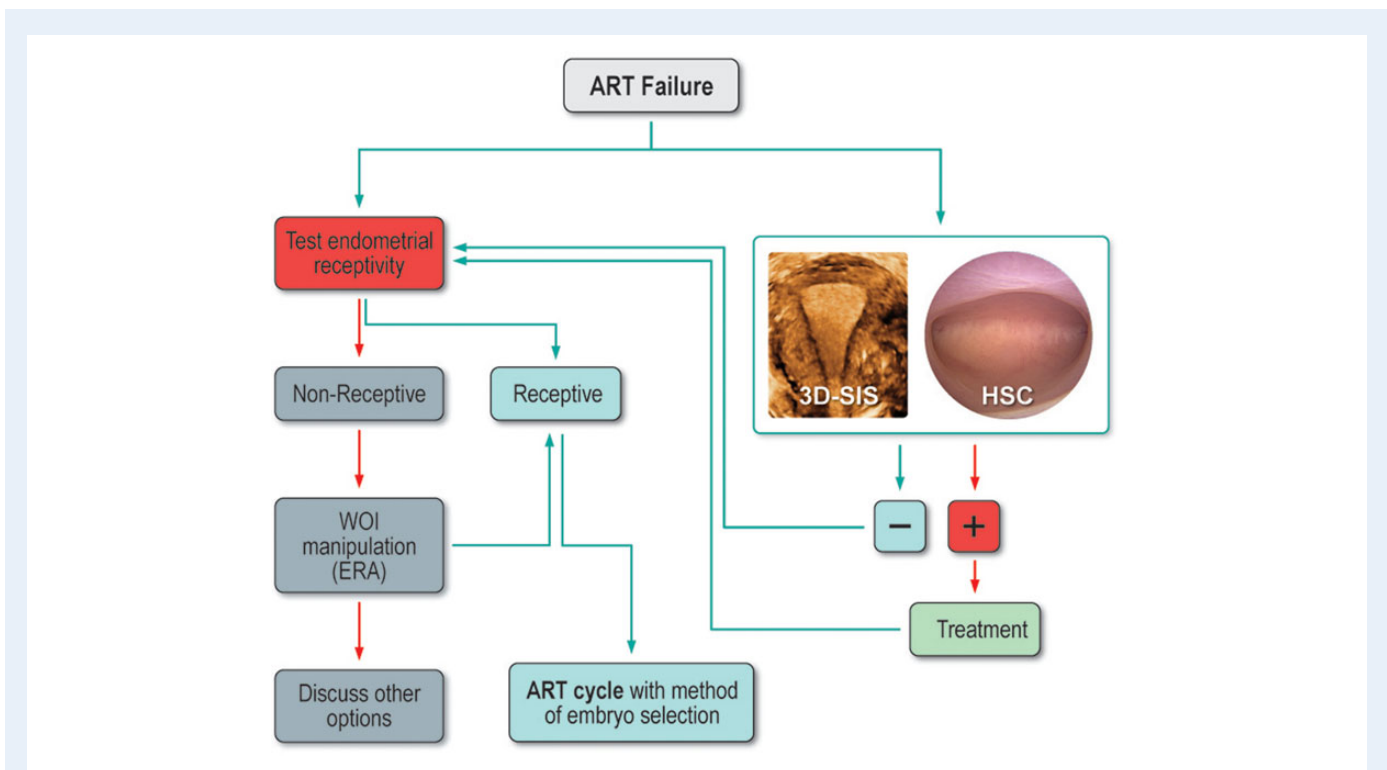 ART Failure
Test endometrial
receptivity
3D-SIS
HSC
Non-Receptive
Receptive
WOI
manipulation
(ERA)
−
+
Treatment
Discuss other
options
ART cycle with method
of embryo selection